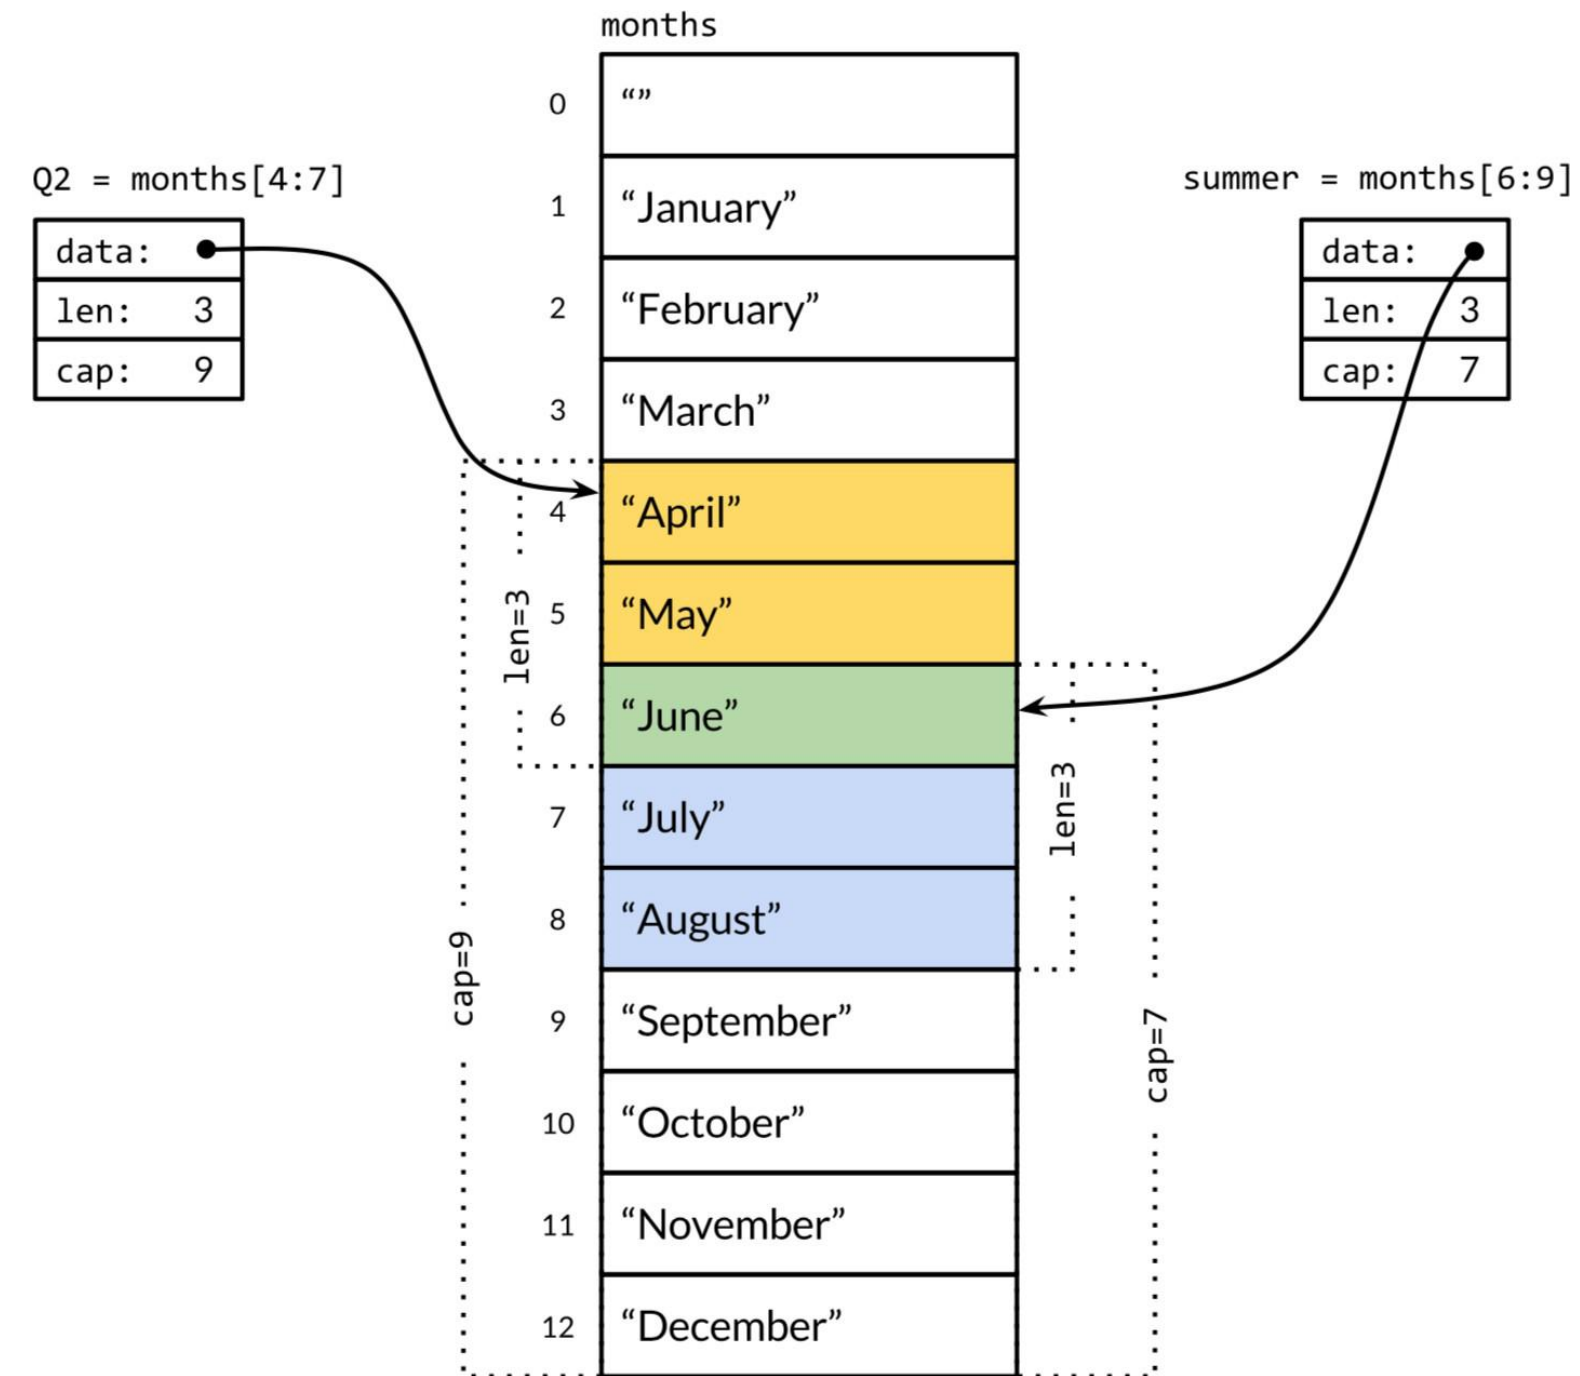 months
0 “”
Q2 = months[4:7]
data:
len: 3
cap: 9
summer = months[6:9]
data:
len: 3
cap: 7
1 “January”
2 “February”
3 “March”
4 “April”
5 “May”
6 “June”
7 “July”
8 “August”
9 “September”
10 “October”
11 “November”
12 “December”
len=3
cap=9
len=3
cap=7